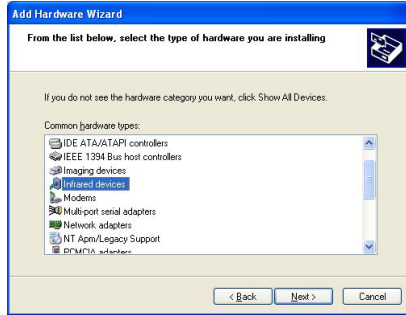 Add Hardware Wizard
From the list below, select the type of hardware you are installing
If you do not see the hardware category you want, click Show All Devices.
Common hardware types:
IDE ATA/ATAPI controllers
IEEE 1394 Bus host controllers
Imaging devices
Infrared devices
Modems
Multi-port serial adapters
Network adapters
NT Apm/Legacy Support
PCMCIA adapters
< Back Next > Cancel